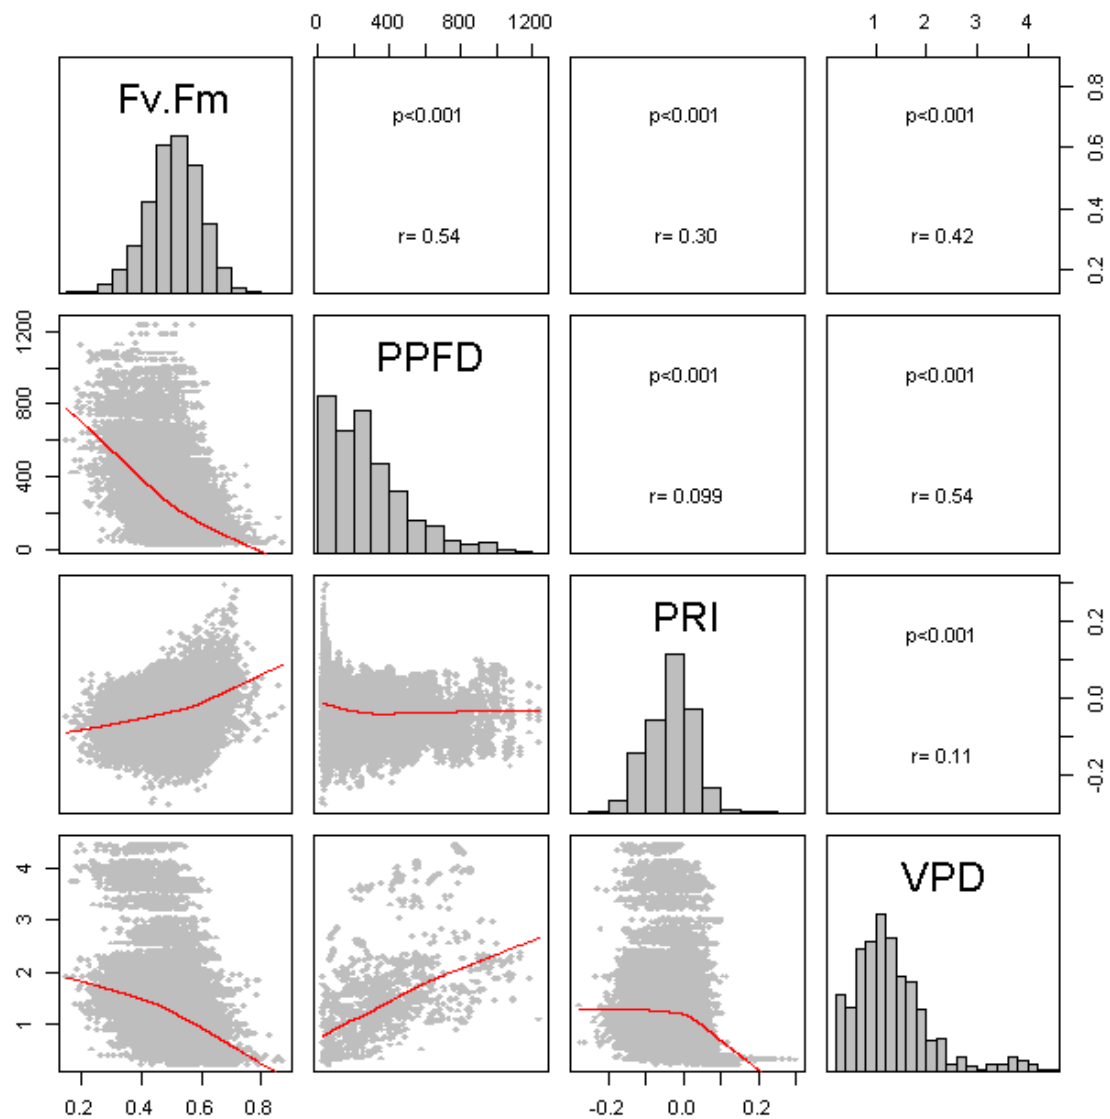 0 400 800 1200
1 2 3 4
Fv.Fm
p<0.001
p<0.001
p<0.001
r= 0.54
r= 0.30
r= 0.42
0.2 0.4 0.6 0.8
0 400 800 1200
PPFD
p<0.001
p<0.001
r= 0.099
r= 0.54
PRI
p<0.001
r= 0.11
-0.2 0.0 0.2
1 2 3 4
VPD
0.2 0.4 0.6 0.8
-0.2 0.0 0.2